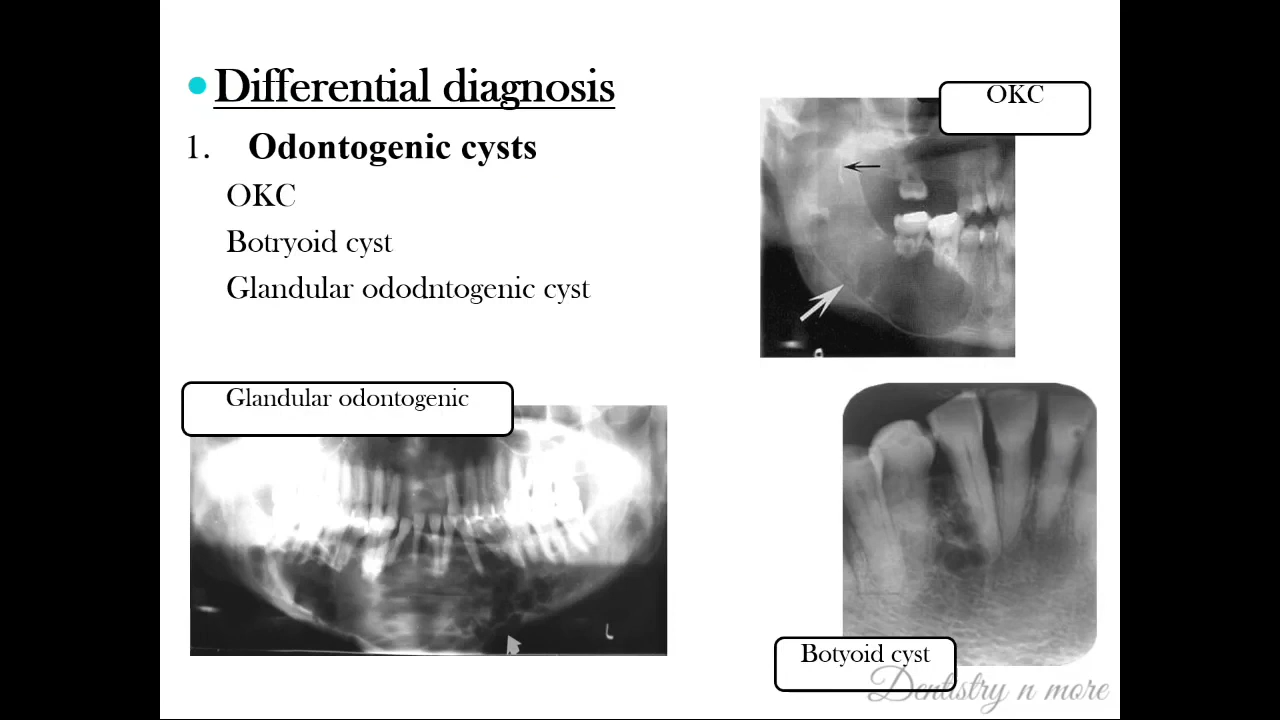 Differential diagnosis
1. Odontogenic cysts
OKC
Botryoid cyst
Glandular ododntogenic cyst
OKC
Glandular odontogenic
L
Botyoid cyst
Dentistry n more